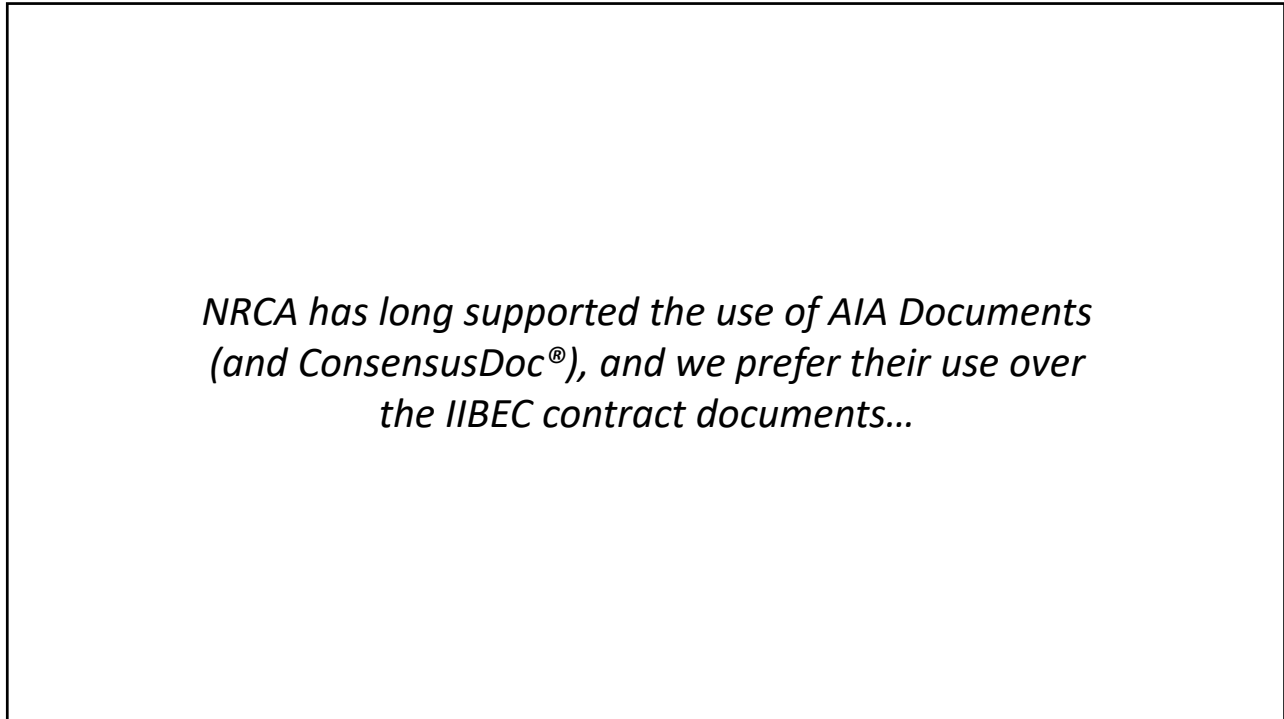 NRCA has long supported the use of AIA Documents
(and ConsensusDoc®), and we prefer their use over
the IIBEC contract documents…